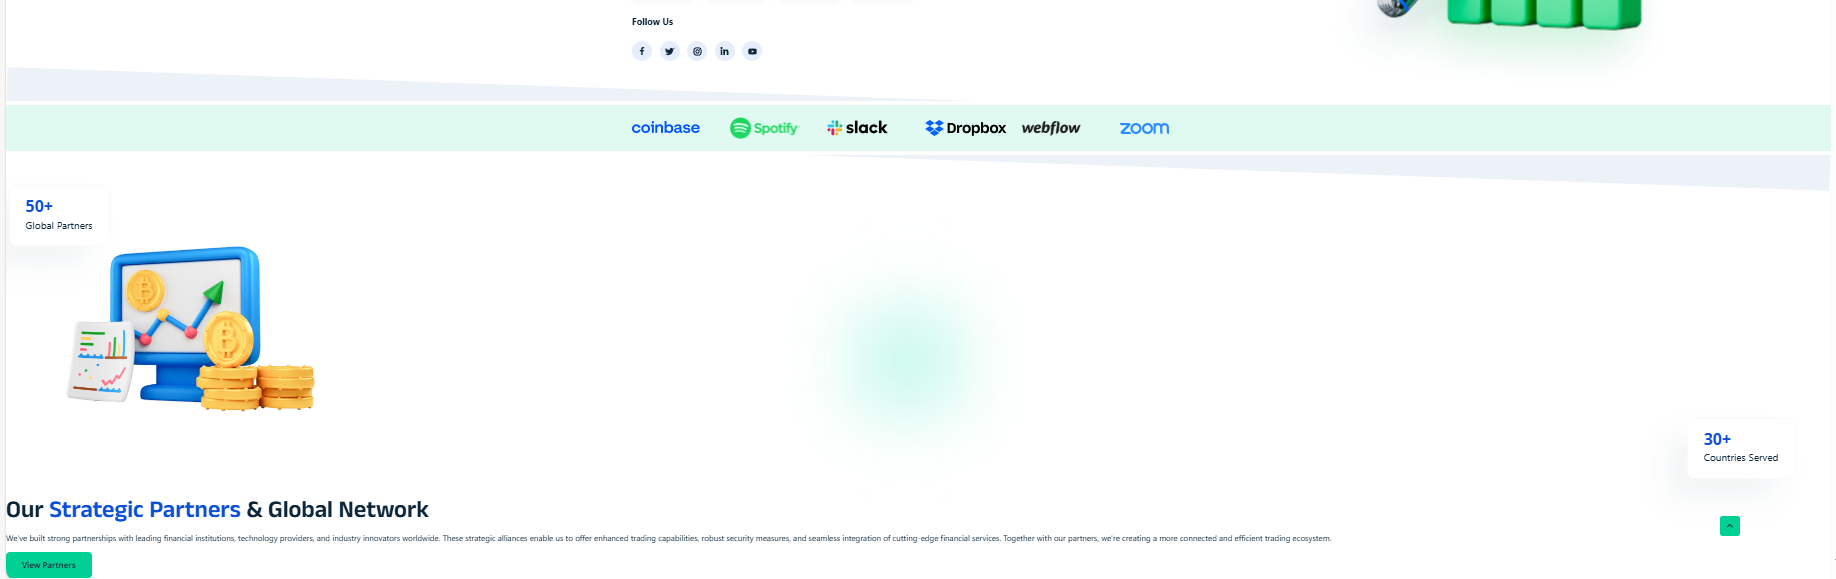 Follow Us
coinbase Spotify slack Dropbox webflow zoom
50+
Global Partners
30+
Countries Served
Our Strategic Partners & Global Network
We've built strong partnerships with leading financial institutions, technology providers, and industry innovators worldwide. These strategic alliances enable us to offer enhanced trading capabilities, robust security measures, and seamless integration of cutting-edge financial services. Together with our partners, we're creating a more connected and efficient trading ecosystem.
View Partners